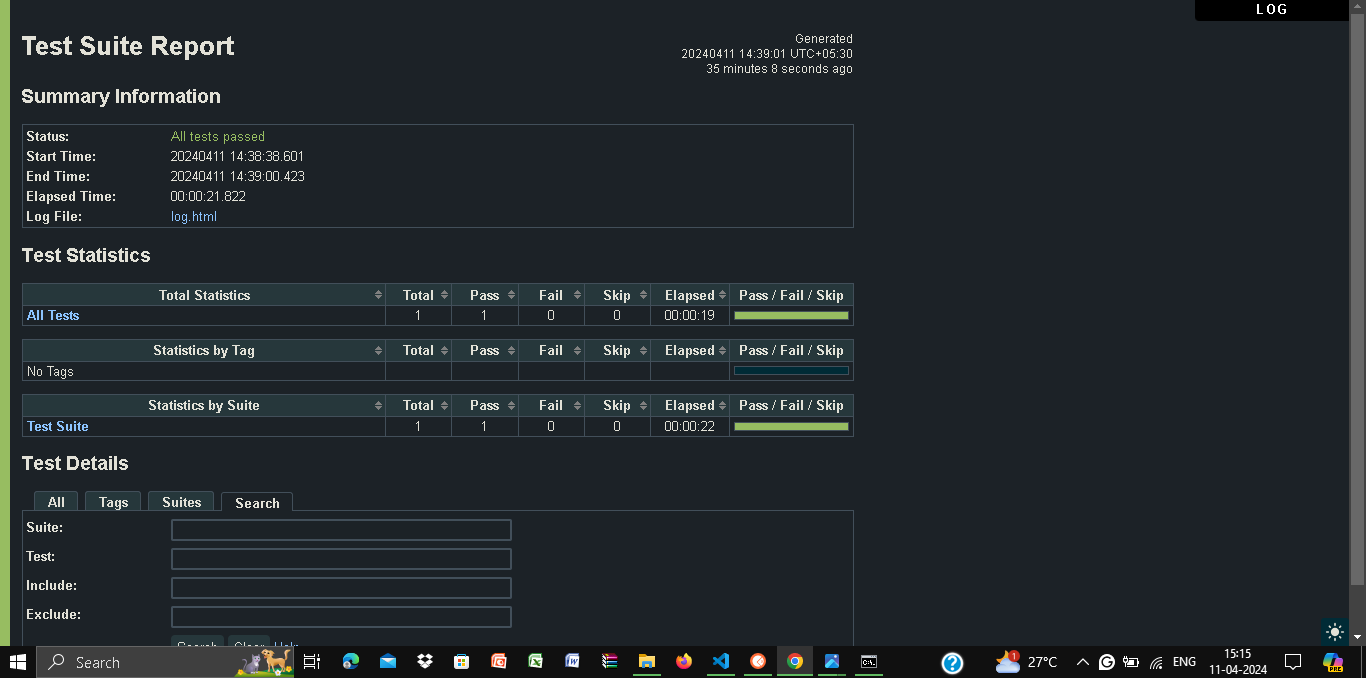 LOG
Test Suite Report
Generated
20240411 14:39:01 UTC+05:30
35 minutes 8 seconds ago
Summary Information
Status: All tests passed
Start Time: 20240411 14:38:38.601
End Time: 20240411 14:39:00.423
Elapsed Time: 00:00:21.822
Log File: log.html
Test Statistics
Total Statistics Total Pass Fail Skip Elapsed Pass / Fail / Skip
All Tests 1 1 0 0 00:00:19
Statistics by Tag Total Pass Fail Skip Elapsed Pass / Fail / Skip
No Tags
Statistics by Suite Total Pass Fail Skip Elapsed Pass / Fail / Skip
Test Suite 1 1 0 0 00:00:22
Test Details
All Tags Suites Search
Suite:
Test:
Include:
Exclude:
Search Clear Help
Search 27°C ENG 15:15
11-04-2024